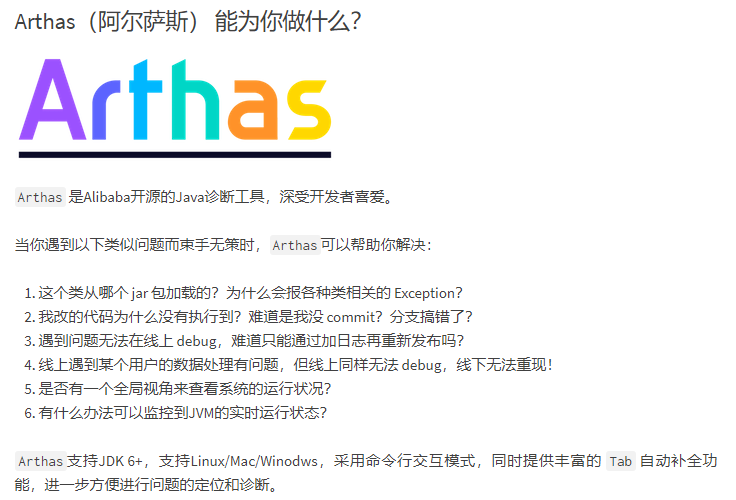 Arthas（阿尔萨斯） 能为你做什么？
Arthas
Arthas 是Alibaba开源的Java诊断工具，深受开发者喜爱。
当你遇到以下类似问题而束手无策时，Arthas可以帮助你解决：
1. 这个类从哪个 jar 包加载的？为什么会报各种类相关的 Exception？
2. 我改的代码为什么没有执行到？难道是我没 commit？分支搞错了？
3. 遇到问题无法在线上 debug，难道只能通过加日志再重新发布吗？
4. 线上遇到某个用户的数据处理有问题，但线上同样无法 debug，线下无法重现！
5. 是否有一个全局视角来查看系统的运行状况？
6. 有什么办法可以监控到JVM的实时运行状态？
Arthas支持JDK 6+，支持Linux/Mac/Winodws，采用命令行交互模式，同时提供丰富的 Tab 自动补全功
能，进一步方便进行问题的定位和诊断。